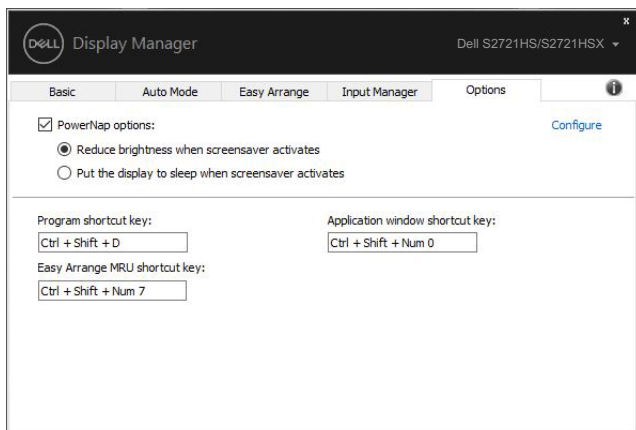 x
DELL Display Manager
Dell S2721HS/S2721HSX
Basic Auto Mode Easy Arrange Input Manager Options
PowerNap options: Configure
Reduce brightness when screensaver activates
Put the display to sleep when screensaver activates
Program shortcut key: Application window shortcut key:
Ctrl + Shift + D Ctrl + Shift + Num 0
Easy Arrange MRU shortcut key:
Ctrl + Shift + Num 7